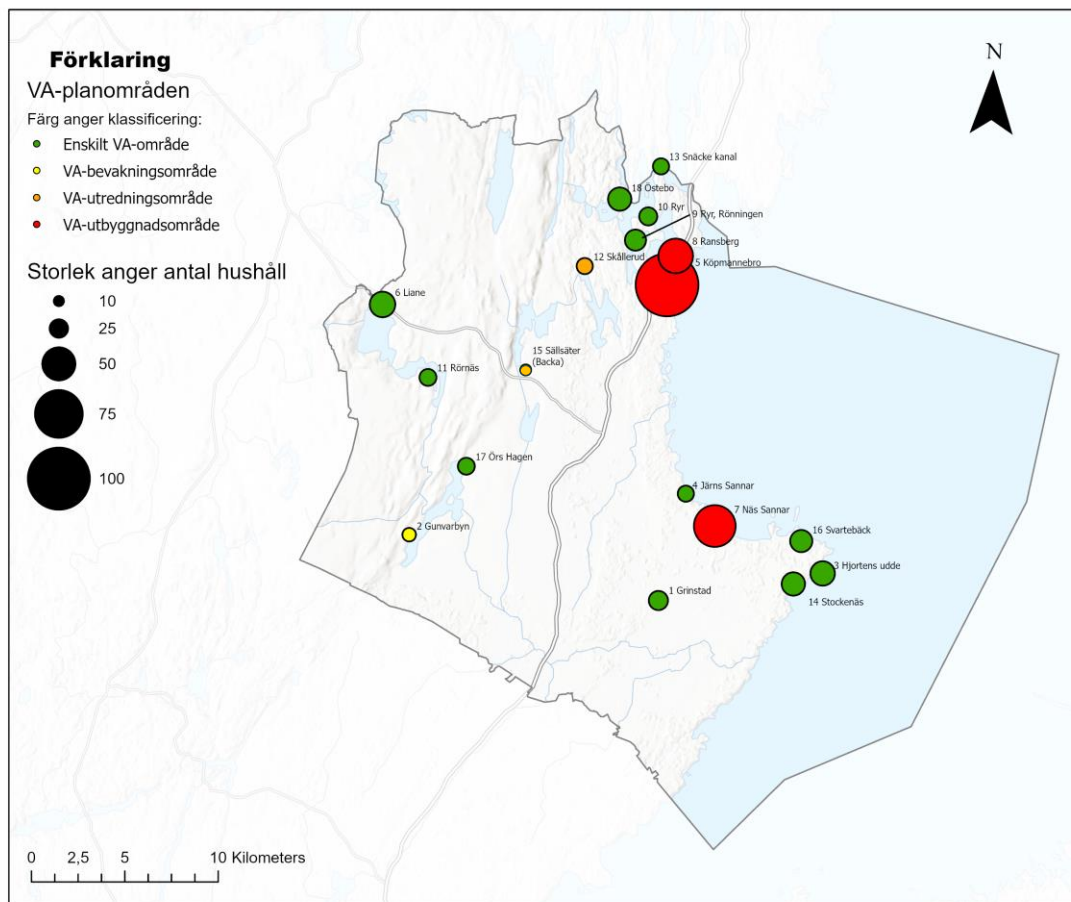 Förklaring
VA-planområden
Färg anger klassificering:
Enskilt VA-område
VA-bevakningsområde
VA-utredningsområde
VA-utbyggnadsområde
Storlek anger antal hushåll
10
25
50
75
100
N
13 Snäcke kanal
18 Östebo
10 Ryr
9 Ryr, Rönningen
8 Ransberg
12 Skållerud
5 Köpmannebro
6 Liane
15 Sällsäter
(Backa)
11 Rörnäs
17 Örs Hagen
4 Järns Sannar
7 Näs Sannar
2 Gunvarbyn
16 Svartebäck
3 Hjortens udde
14 Stockenäs
1 Grinstad
0 2,5 5 10 Kilometers